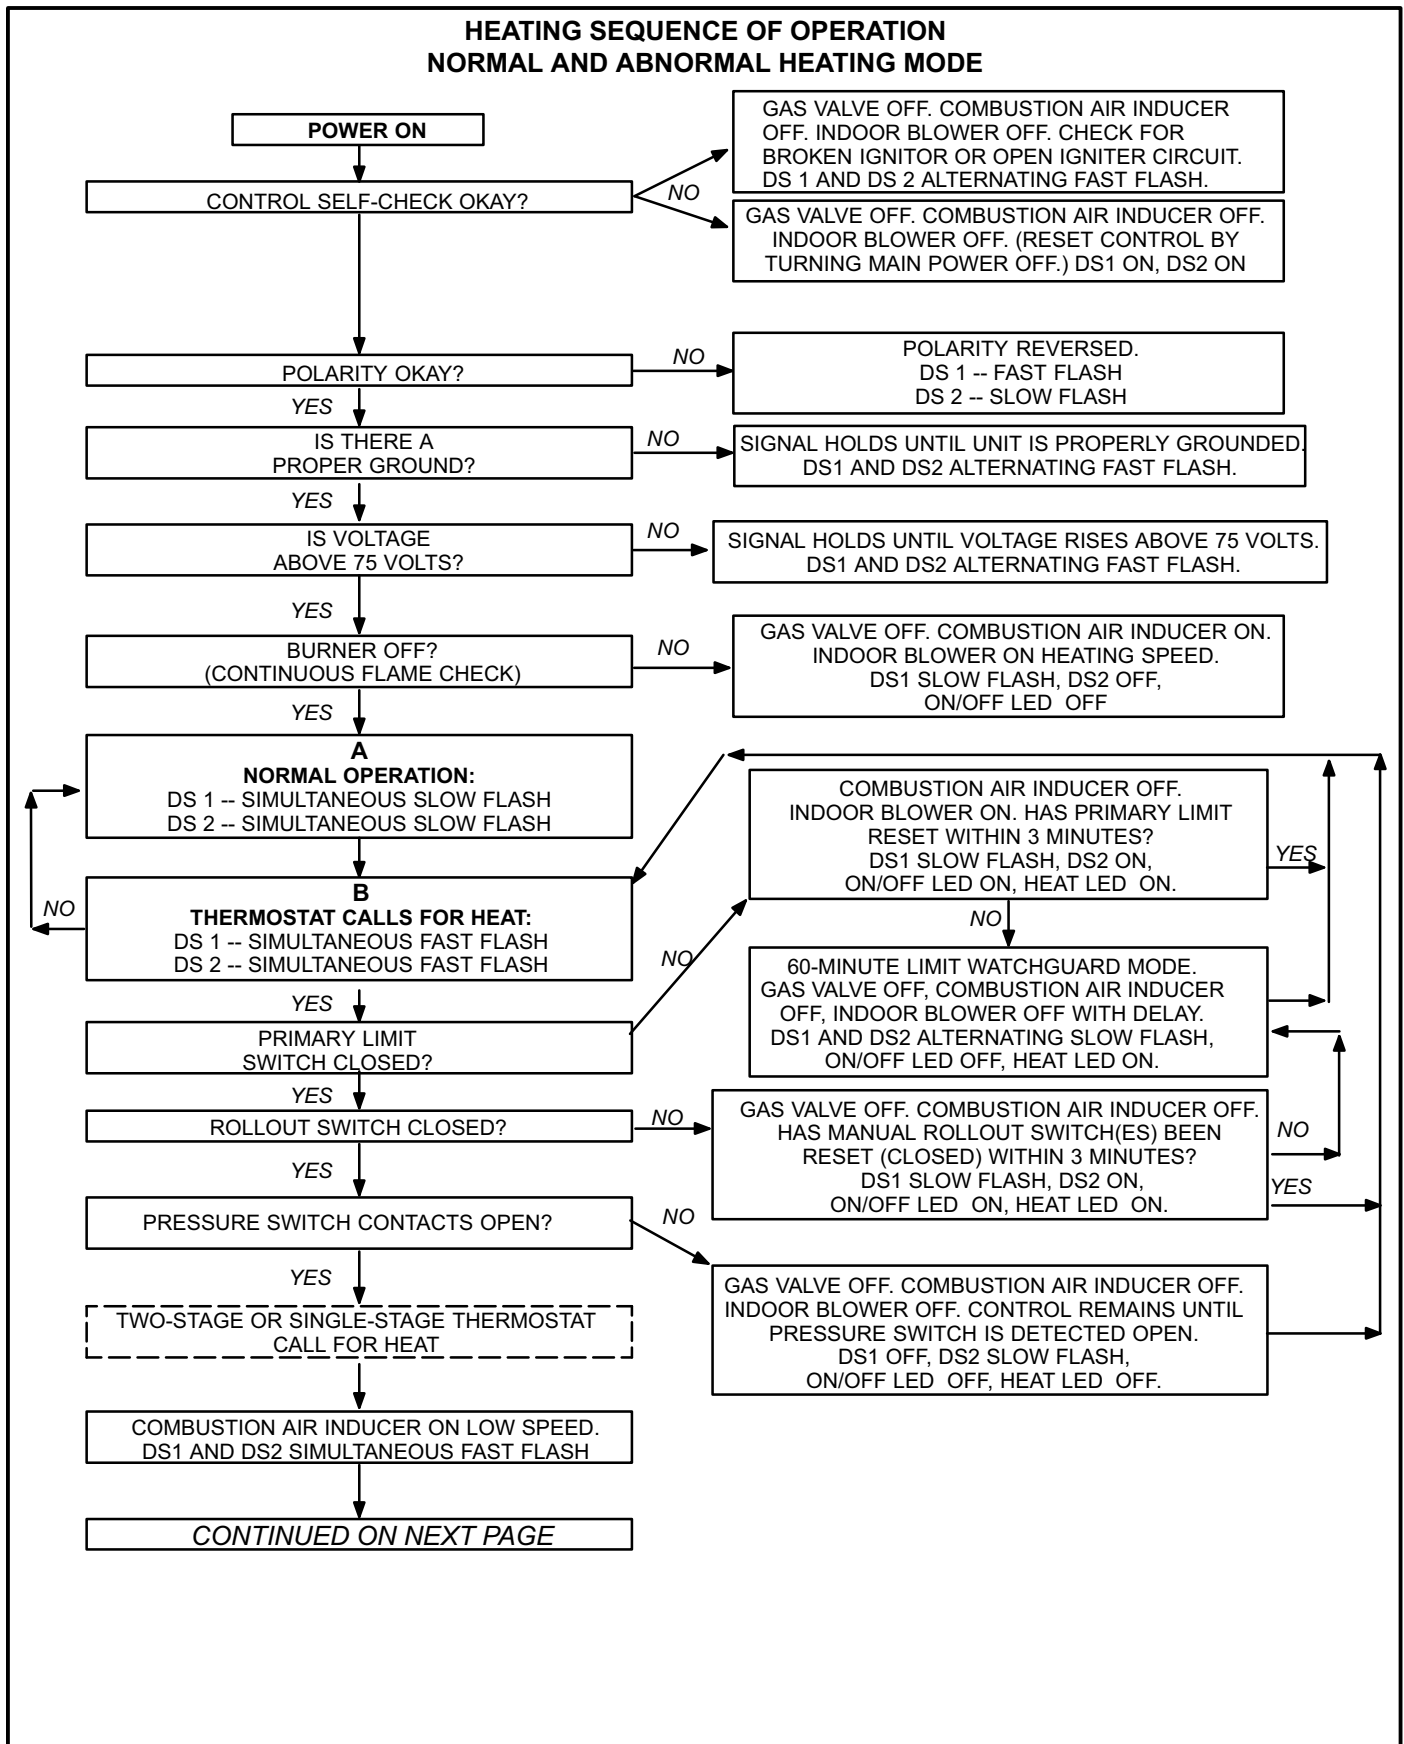 HEATING SEQUENCE OF OPERATION
NORMAL AND ABNORMAL HEATING MODE
POWER ON
GAS VALVE OFF. COMBUSTION AIR INDUCER
OFF. INDOOR BLOWER OFF. CHECK FOR
BROKEN IGNITOR OR OPEN IGNITER CIRCUIT.
DS 1 AND DS 2 ALTERNATING FAST FLASH.
CONTROL SELF-CHECK OKAY?
NO
GAS VALVE OFF. COMBUSTION AIR INDUCER OFF.
INDOOR BLOWER OFF. (RESET CONTROL BY
TURNING MAIN POWER OFF.) DS1 ON, DS2 ON
POLARITY OKAY?
NO
POLARITY REVERSED.
DS 1 -- FAST FLASH
DS 2 -- SLOW FLASH
YES
IS THERE A
PROPER GROUND?
NO
SIGNAL HOLDS UNTIL UNIT IS PROPERLY GROUNDED.
DS1 AND DS2 ALTERNATING FAST FLASH.
YES
IS VOLTAGE
ABOVE 75 VOLTS?
NO
SIGNAL HOLDS UNTIL VOLTAGE RISES ABOVE 75 VOLTS.
DS1 AND DS2 ALTERNATING FAST FLASH.
YES
BURNER OFF?
(CONTINUOUS FLAME CHECK)
NO
GAS VALVE OFF. COMBUSTION AIR INDUCER ON.
INDOOR BLOWER ON HEATING SPEED.
DS1 SLOW FLASH, DS2 OFF,
ON/OFF LED OFF
YES
A
NORMAL OPERATION:
DS 1 -- SIMULTANEOUS SLOW FLASH
DS 2 -- SIMULTANEOUS SLOW FLASH
COMBUSTION AIR INDUCER OFF.
INDOOR BLOWER ON. HAS PRIMARY LIMIT
RESET WITHIN 3 MINUTES?
DS1 SLOW FLASH, DS2 ON,
ON/OFF LED ON, HEAT LED ON.
YES
NO
B
THERMOSTAT CALLS FOR HEAT:
DS 1 -- SIMULTANEOUS FAST FLASH
DS 2 -- SIMULTANEOUS FAST FLASH
NO
NO
60-MINUTE LIMIT WATCHGUARD MODE.
GAS VALVE OFF, COMBUSTION AIR INDUCER
OFF, INDOOR BLOWER OFF WITH DELAY.
DS1 AND DS2 ALTERNATING SLOW FLASH,
ON/OFF LED OFF, HEAT LED ON.
YES
PRIMARY LIMIT
SWITCH CLOSED?
YES
ROLLOUT SWITCH CLOSED?
NO
GAS VALVE OFF. COMBUSTION AIR INDUCER OFF.
HAS MANUAL ROLLOUT SWITCH(ES) BEEN
RESET (CLOSED) WITHIN 3 MINUTES?
DS1 SLOW FLASH, DS2 ON,
ON/OFF LED ON, HEAT LED ON.
NO
YES
YES
PRESSURE SWITCH CONTACTS OPEN?
NO
YES
GAS VALVE OFF. COMBUSTION AIR INDUCER OFF.
INDOOR BLOWER OFF. CONTROL REMAINS UNTIL
PRESSURE SWITCH IS DETECTED OPEN.
DS1 OFF, DS2 SLOW FLASH,
ON/OFF LED OFF, HEAT LED OFF.
TWO-STAGE OR SINGLE-STAGE THERMOSTAT
CALL FOR HEAT
COMBUSTION AIR INDUCER ON LOW SPEED.
DS1 AND DS2 SIMULTANEOUS FAST FLASH
CONTINUED ON NEXT PAGE